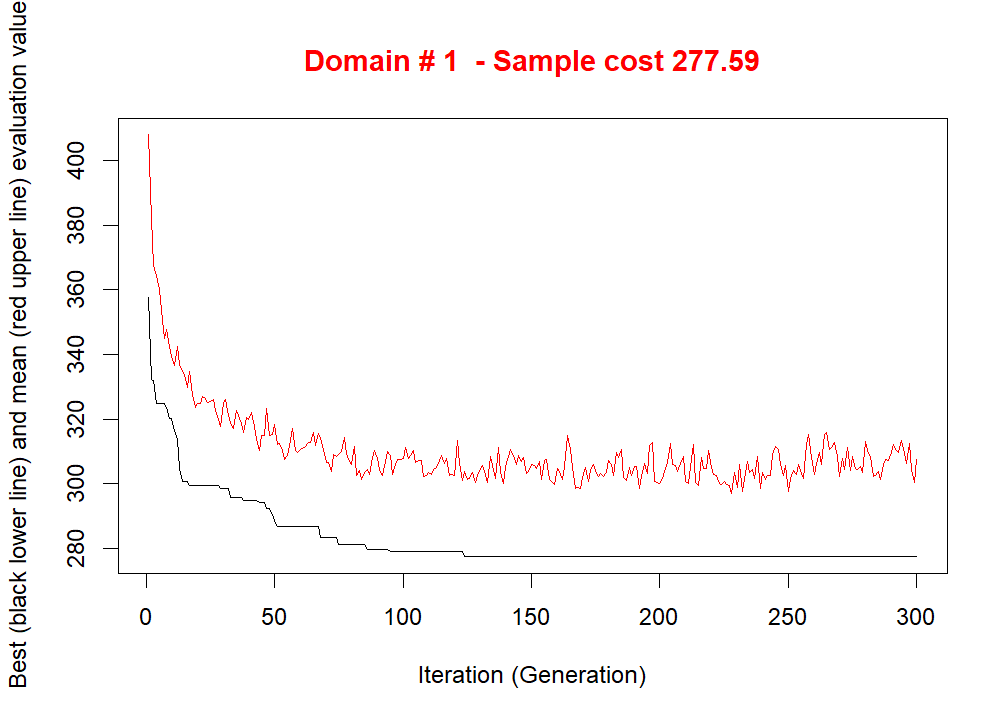 Domain # 1  - Sample cost 277.59
Best (black lower line) and mean (red upper line) evaluation value
400
380
360
340
320
300
280
0 50 100 150 200 250 300
Iteration (Generation)